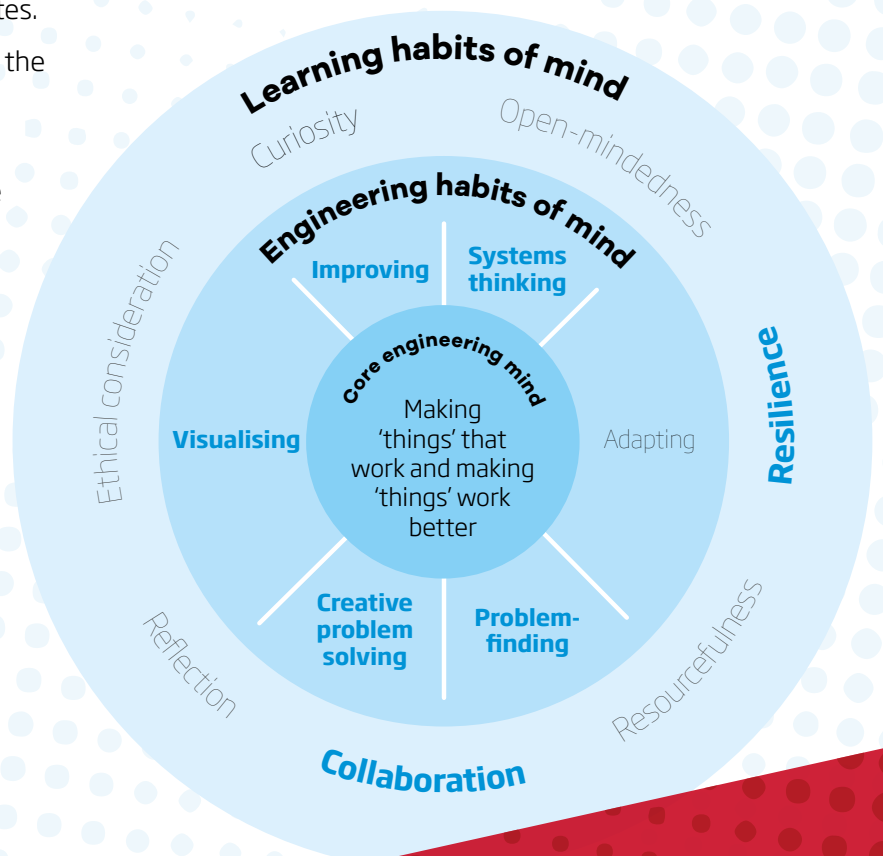 tes.
the
e
Learning habits of mind
Curiosity
Open-mindedness
Ethical consideration
Resilience
Reflection
Resourcefulness
Collaboration
Engineering habits of mind
Improving
Systems
thinking
Visualising
Adapting
Creative
problem
solving
Problem-
finding
Core engineering mind
Making
‘things’ that
work and making
‘things’ work
better